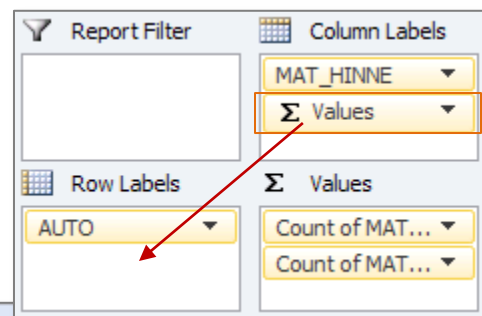 Report Filter
Column Labels
MAT_HINNE
Σ Values
Row Labels
Σ Values
AUTO
Count of MAT...
Count of MAT...